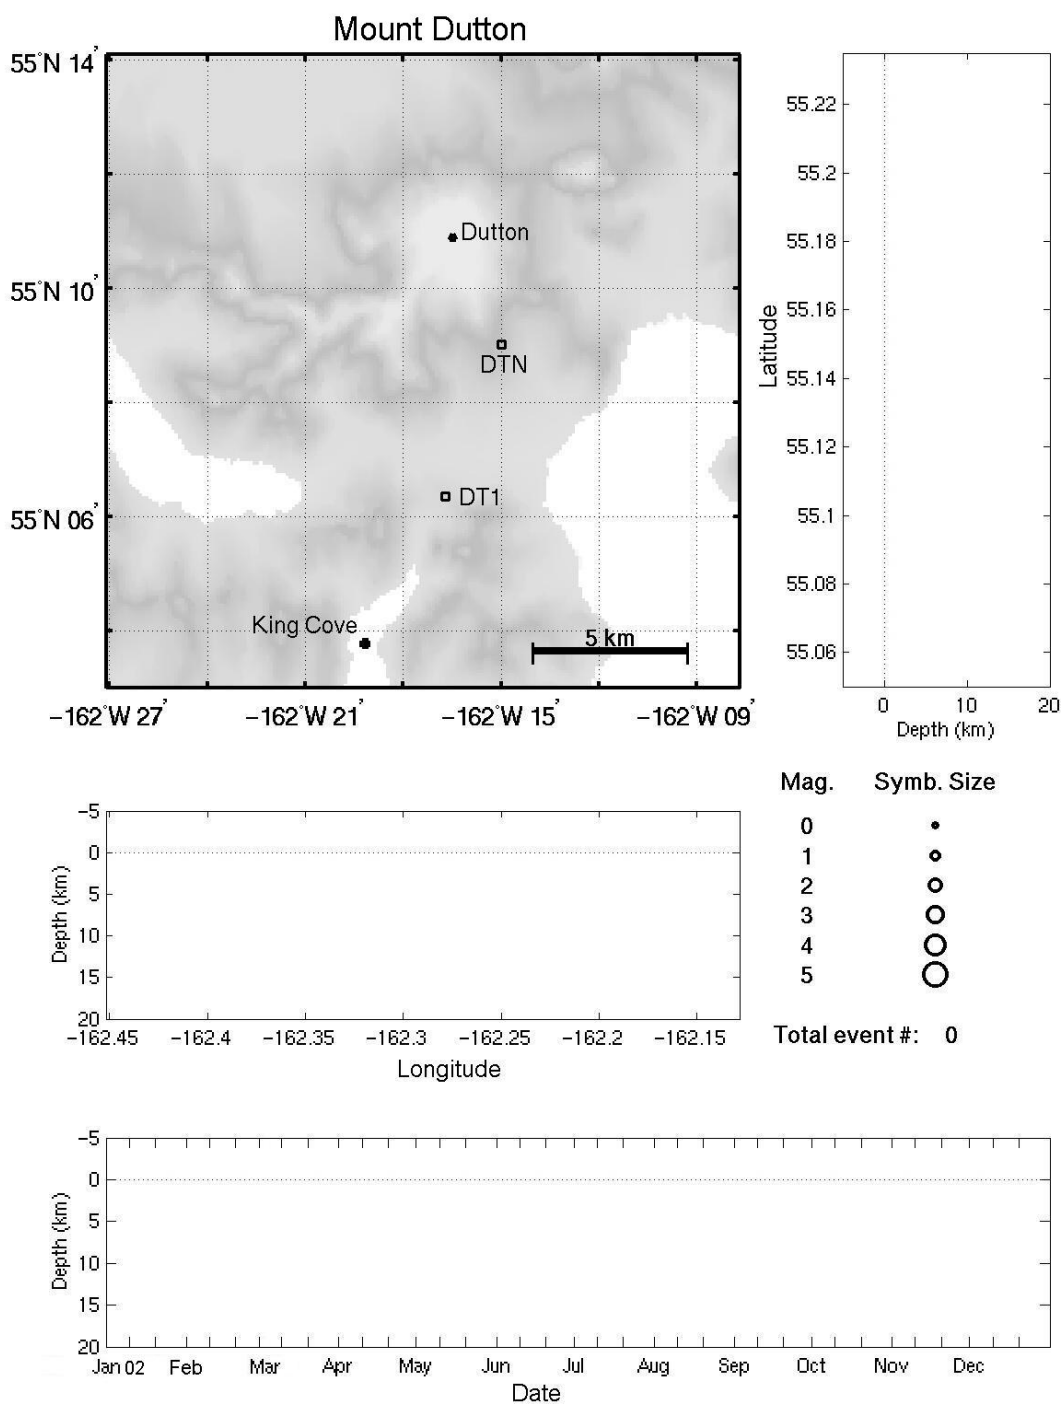 Mount Dutton
55°N 14'
55°N 10'
55°N 06'
Dutton
DTN
DT1
King Cove
5 km
-162°W 27'
-162°W 21'
-162°W 15'
-162°W 09'
55.22
55.2
55.18
55.16
55.14
55.12
55.1
55.08
55.06
Latitude
0
10
20
Depth (km)
-5
0
5
10
15
20
Depth (km)
-162.45
-162.4
-162.35
-162.3
-162.25
-162.2
-162.15
Longitude
Mag. Symb. Size
0
1
2
3
4
5
Total event #: 0
-5
0
5
10
15
20
Depth (km)
Jan 02 Feb Mar Apr May Jun Jul Aug Sep Oct Nov Dec
Date